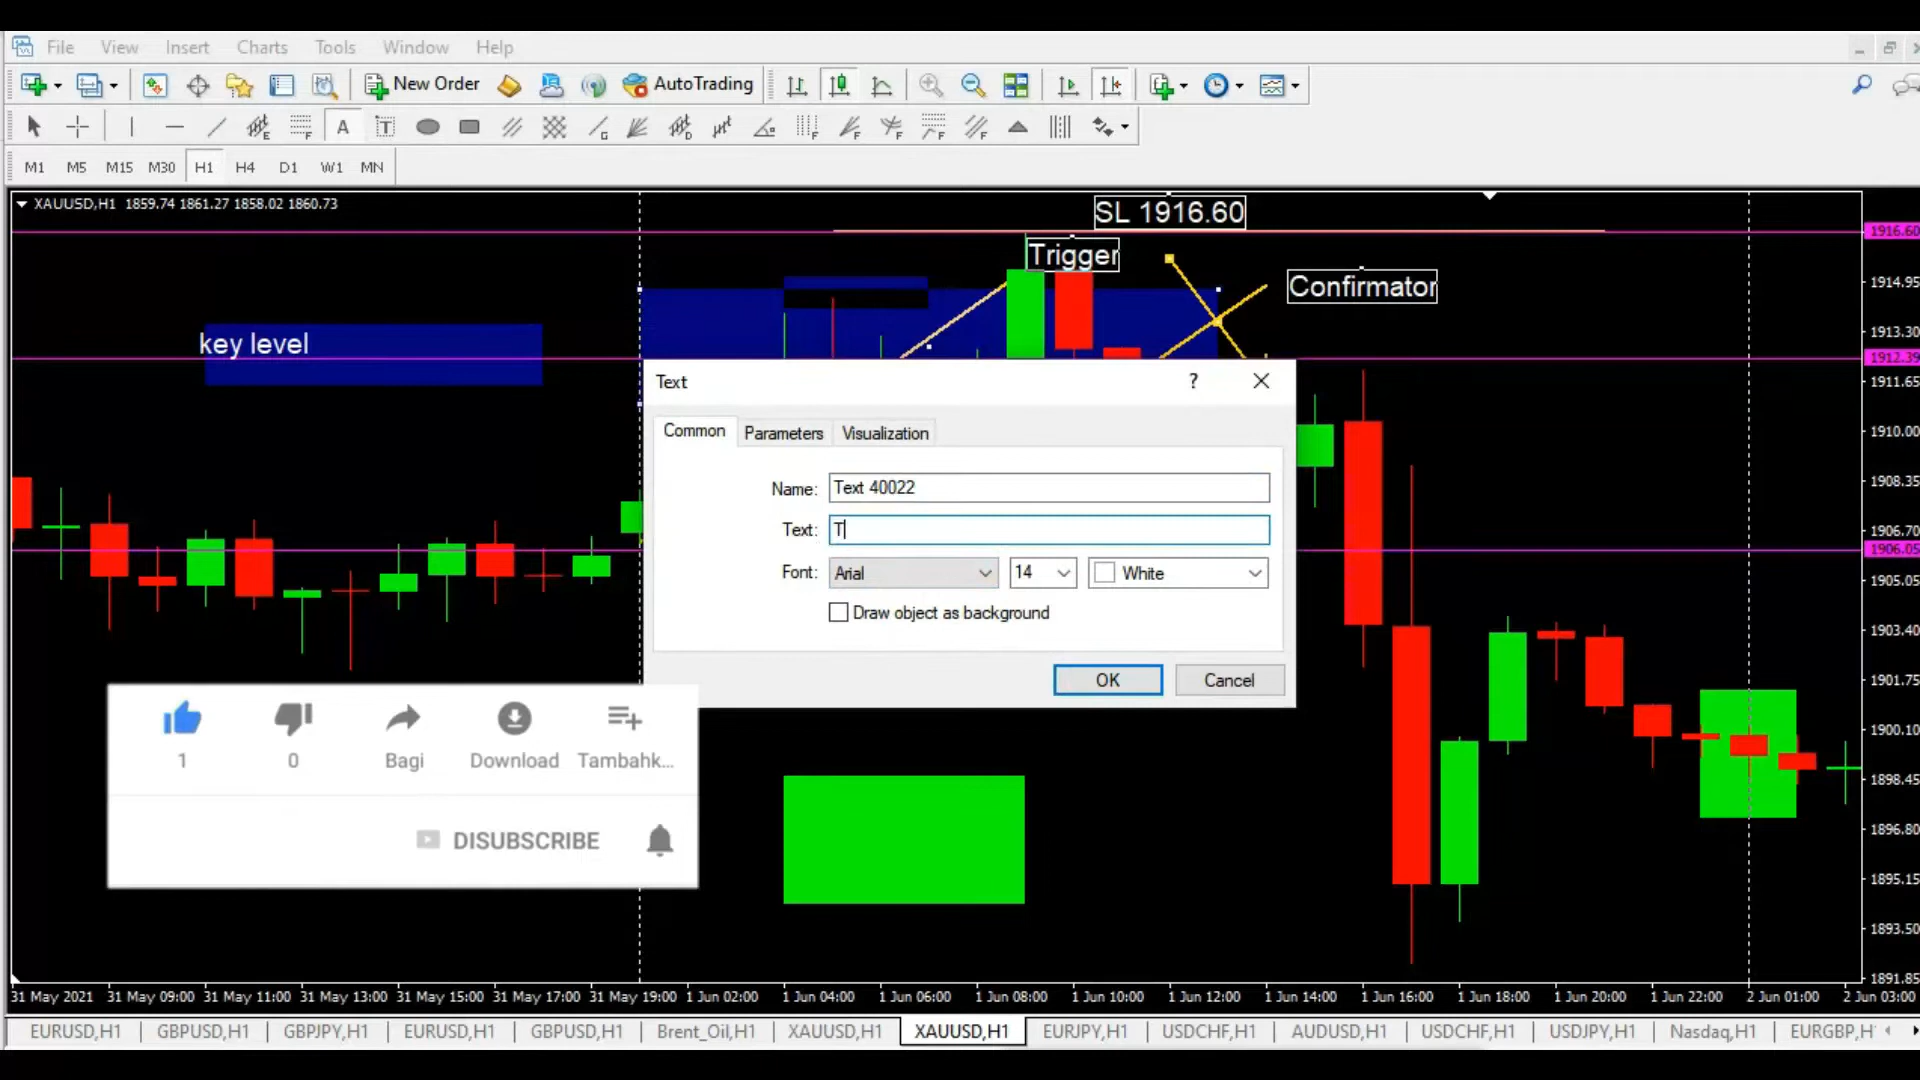 File View Insert Charts Tools Window Help
New Order AutoTrading
M1 M5 M15 M30 H1 H4 D1 W1 MN
XAUUSD,H1 1859.74 1861.27 1858.02 1860.73
SL 1916.60
1916.60
Trigger
Confirmator
1914.95
1913.30
key level
1912.39
Text ?
1911.65
Common Parameters Visualization
1910.00
Name: Text 40022
1908.35
Text: T
1906.70
1906.05
Font: Arial 14 White
1905.05
Draw object as background
1903.40
OK Cancel
1901.75
1900.10
1 0 Bagi Download Tambahk...
1898.45
1896.80
DISUBSCRIBE
1895.15
1893.50
1891.85
31 May 2021 31 May 09:00 31 May 11:00 31 May 13:00 31 May 15:00 31 May 17:00 31 May 19:00 1 Jun 02:00 1 Jun 04:00 1 Jun 06:00 1 Jun 08:00 1 Jun 10:00 1 Jun 12:00 1 Jun 14:00 1 Jun 16:00 1 Jun 18:00 1 Jun 20:00 1 Jun 22:00 2 Jun 01:00 2 Jun 03:00
EURUSD,H1 GBPUSD,H1 GBPJPY,H1 EURUSD,H1 GBPUSD,H1 Brent_Oil,H1 XAUUSD,H1 XAUUSD,H1 EURJPY,H1 USDCHF,H1 AUDUSD,H1 USDCHF,H1 USDJPY,H1 Nasdaq,H1 EURGBP,H